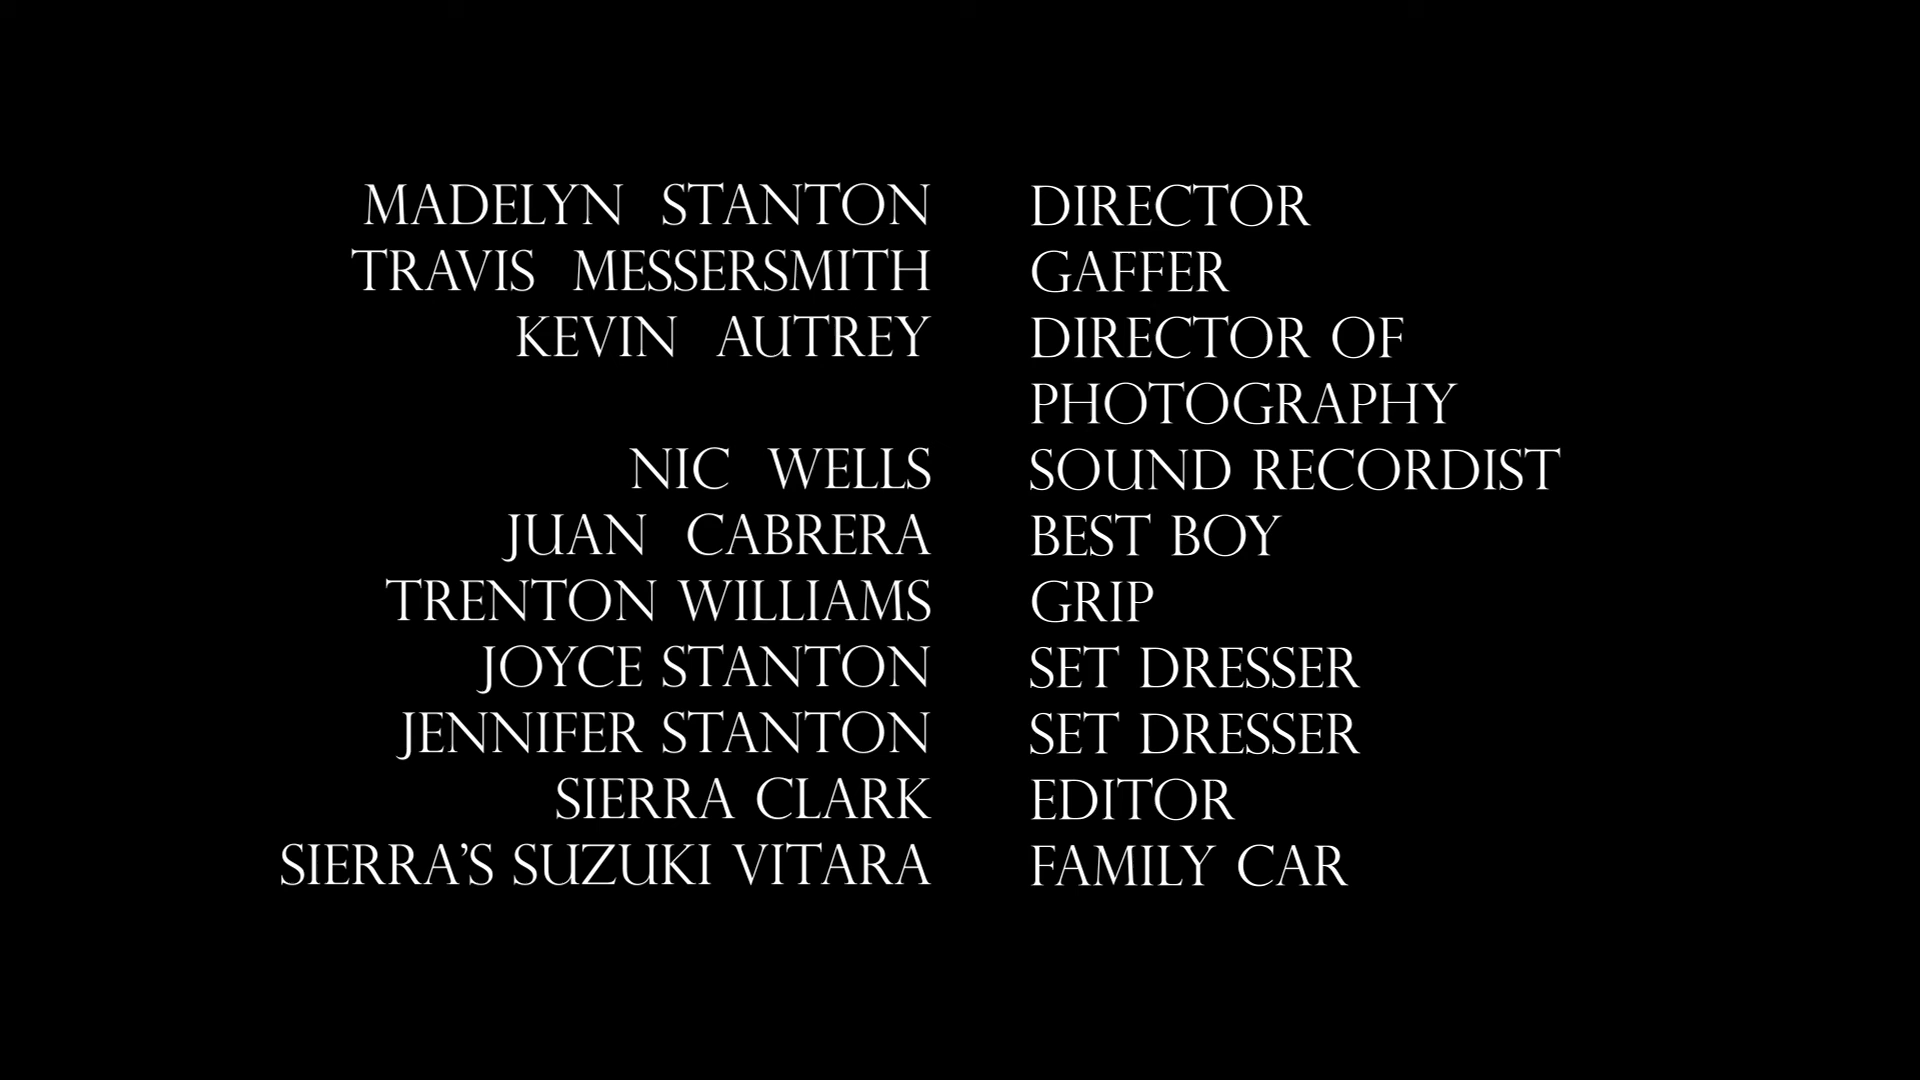 MADELYN STANTON DIRECTOR
TRAVIS MESSERSMITH GAFFER
KEVIN AUTREY DIRECTOR OF
PHOTOGRAPHY
NIC WELLS SOUND RECORDIST
JUAN CABRERA BEST BOY
TRENTON WILLIAMS GRIP
JOYCE STANTON SET DRESSER
JENNIFER STANTON SET DRESSER
SIERRA CLARK EDITOR
SIERRA'S SUZUKI VITARA FAMILY CAR